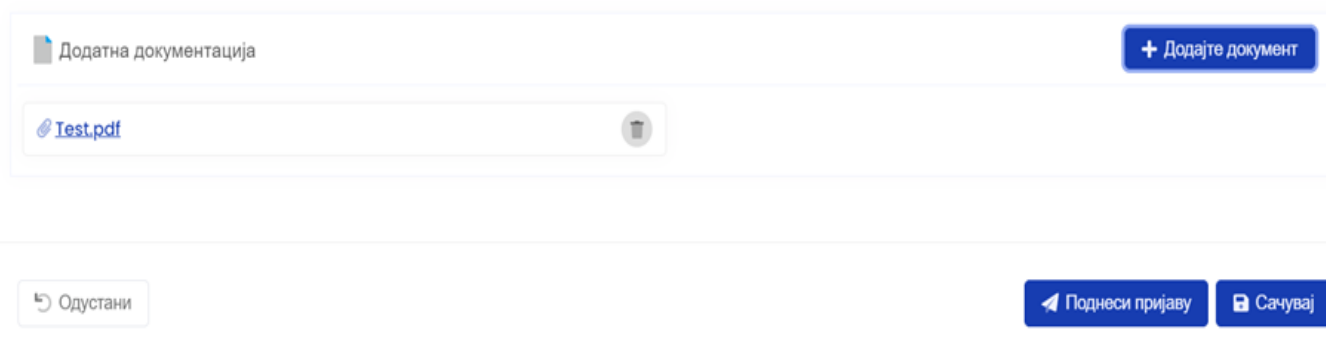 Додатна документација
Додајте документ
Test.pdf
Одустани
Поднеси пријаву
Сачувај